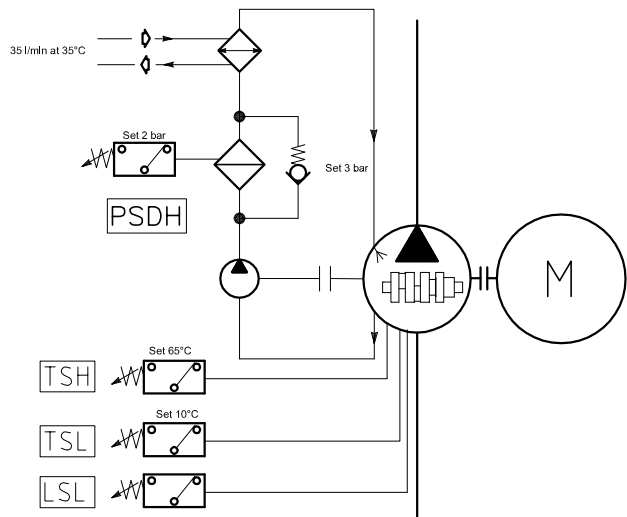 35 l/mln at 35°C
Set 2 bar
Set 3 bar
PSDH
M
Set 65°C
TSH
Set 10°C
TSL
LSL